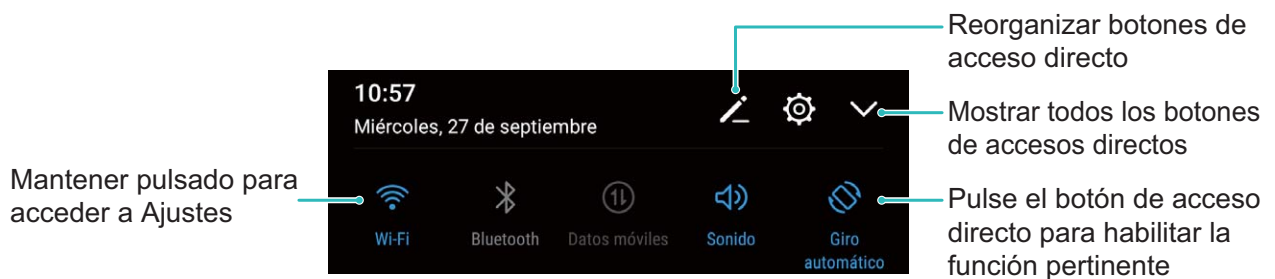 Reorganizar botones de
acceso directo
10:57
Miércoles, 27 de septiembre
Mostrar todos los botones
de accesos directos
Mantener pulsado para
acceder a Ajustes
Wi-Fi
Bluetooth
Datos móviles
Sonido
Giro
automático
Pulse el botón de acceso
directo para habilitar la
función pertinente